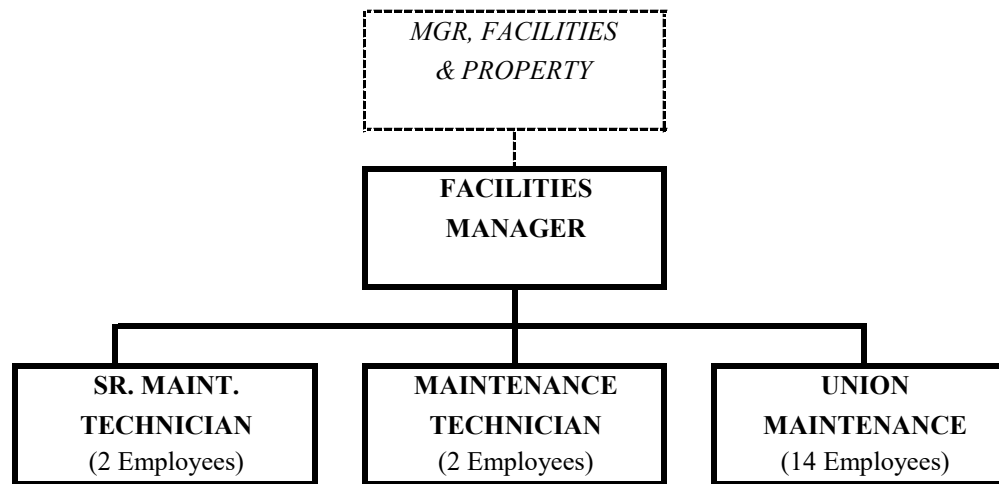 MGR, FACILITIES
& PROPERTY
FACILITIES
MANAGER
SR. MAINT.
TECHNICIAN
(2 Employees)
MAINTENANCE
TECHNICIAN
(2 Employees)
UNION
MAINTENANCE
(14 Employees)